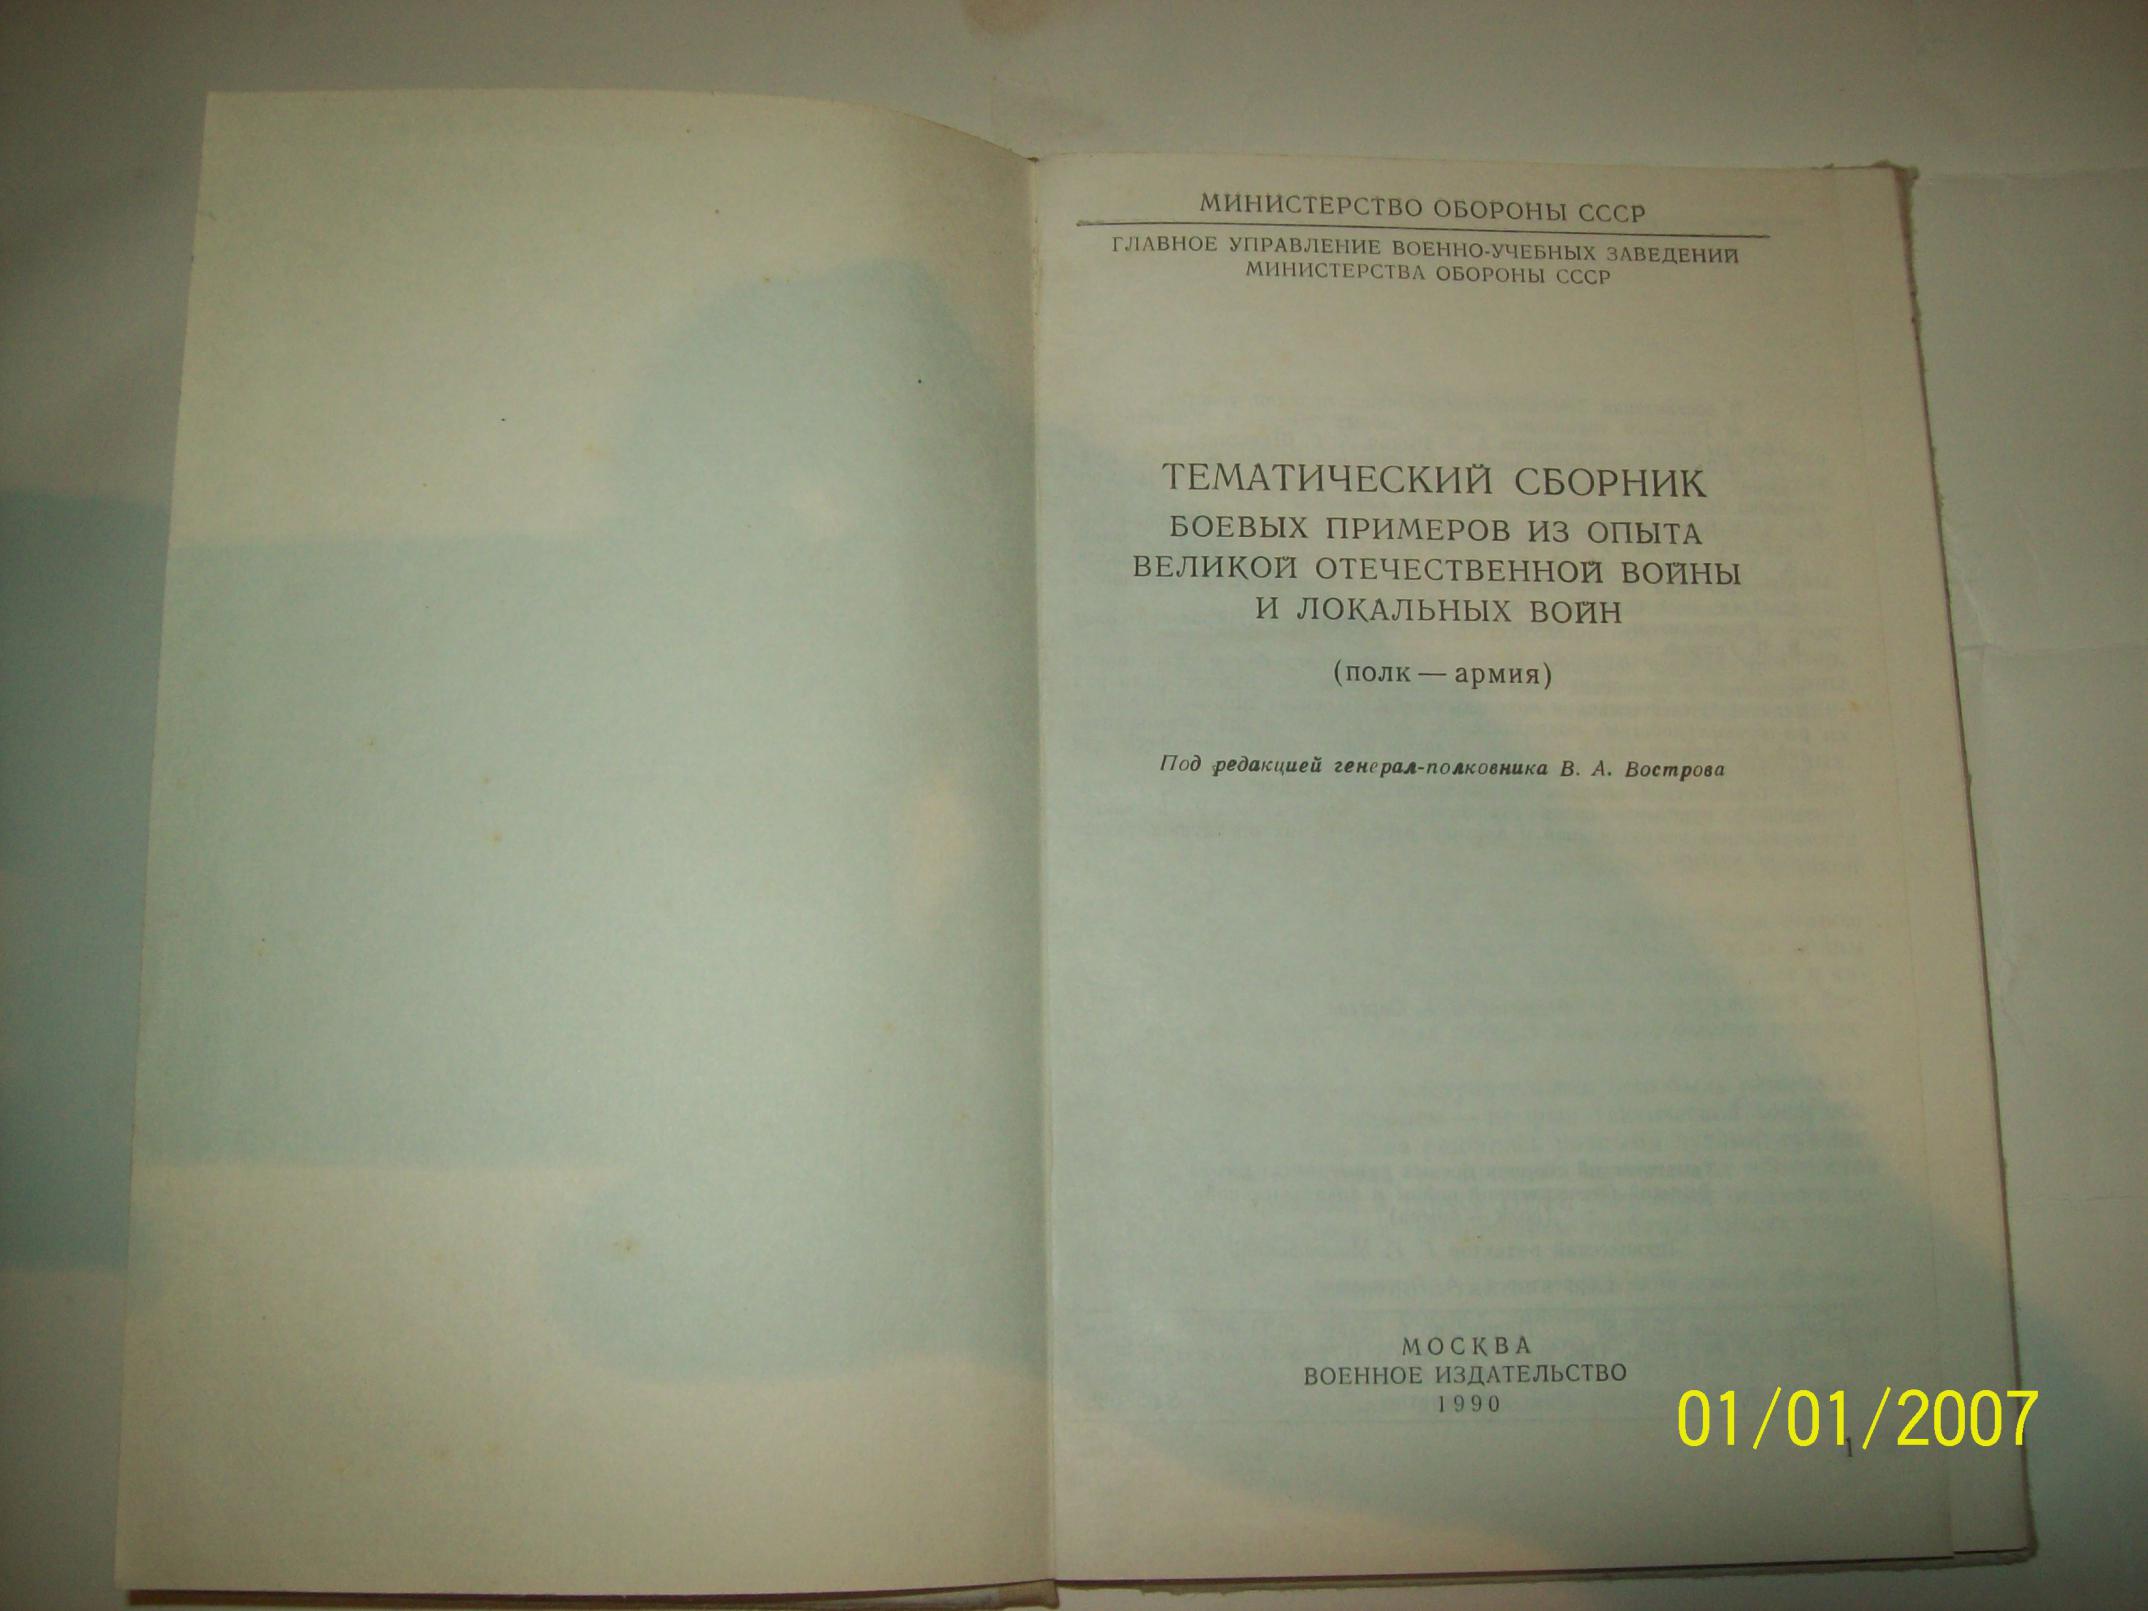 МИНИСТЕРСТВО ОБОРОНЫ СССР
ГЛАВНОЕ УПРАВЛЕНИЕ ВОЕННО-УЧЕБНЫХ ЗАВЕДЕНИЙ
МИНИСТЕРСТВА ОБОРОНЫ СССР
ТЕМАТИЧЕСКИЙ СБОРНИК
БОЕВЫХ ПРИМЕРОВ ИЗ ОПЫТА
ВЕЛИКОЙ ОТЕЧЕСТВЕННОЙ ВОЙНЫ
И ЛОКАЛЬНЫХ ВОЙН
(полк — армия)
Под редакцией генерал-полковника В. А. Вострова
МОСКВА
ВОЕННОЕ ИЗДАТЕЛЬСТВО
1990
01/01/2007
1